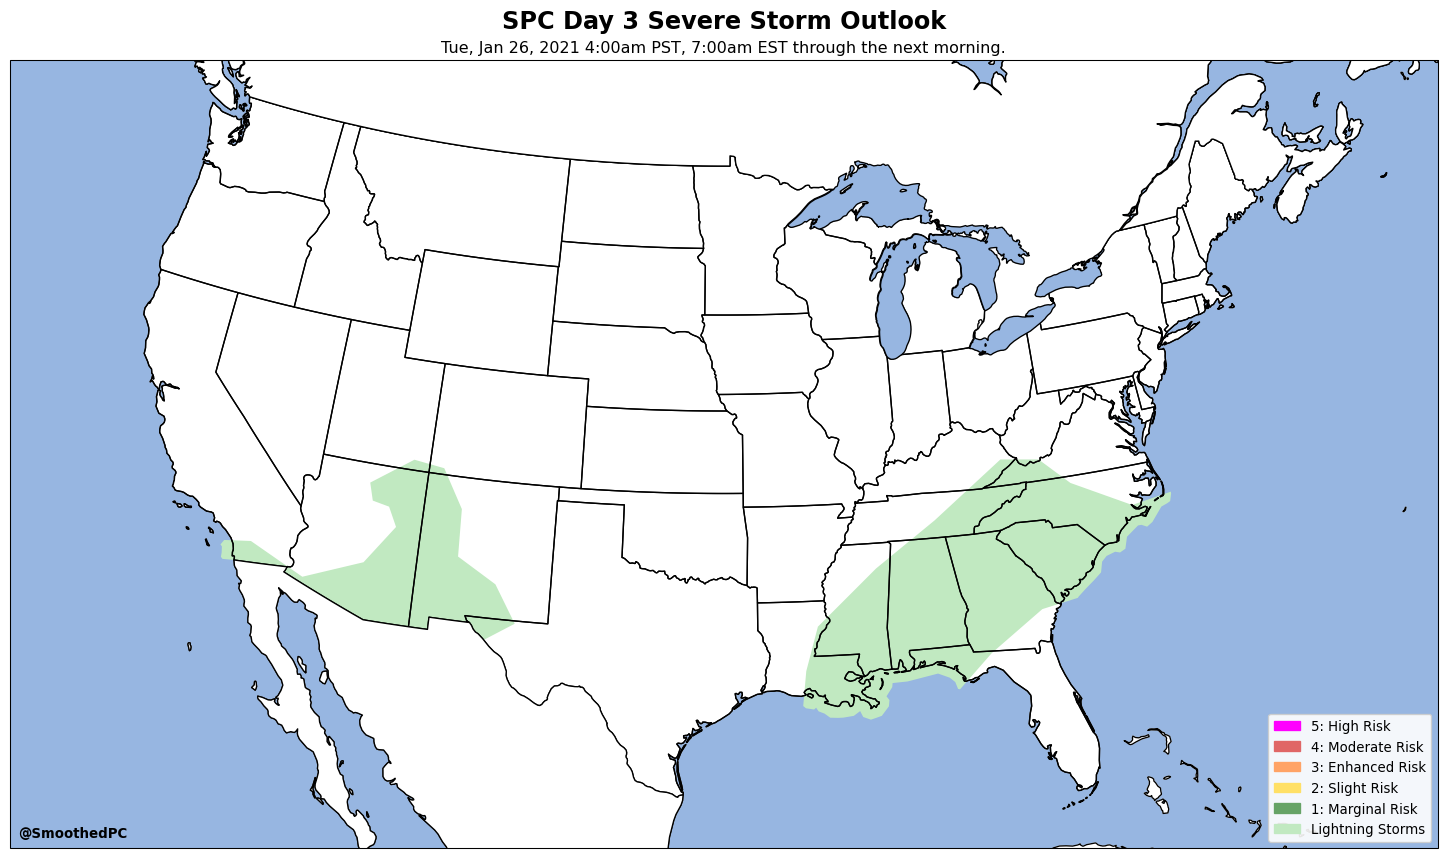 SPC Day 3 Severe Storm Outlook
Tue, Jan 26, 2021 4:00am PST, 7:00am EST through the next morning.
5: High Risk
4: Moderate Risk
3: Enhanced Risk
2: Slight Risk
1: Marginal Risk
Lightning Storms
@SmoothedPC